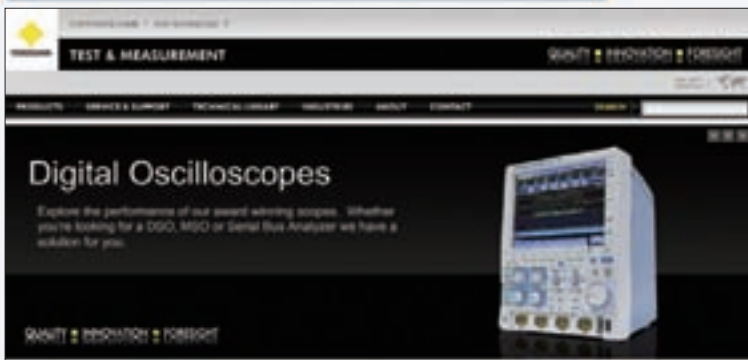 YOKOGAWA
TEST & MEASUREMENT
QUALITY INNOVATION FORESIGHT
PRODUCTS SERVICE & SUPPORT TECHNICAL LIBRARY INDUSTRIES ABOUT CONTACT SEARCH
Digital Oscilloscopes
Explore the performance of our award winning scopes. Whether
you're looking for a DSO, MSO or Serial Bus Analyzer we have a
solution for you.
QUALITY INNOVATION FORESIGHT